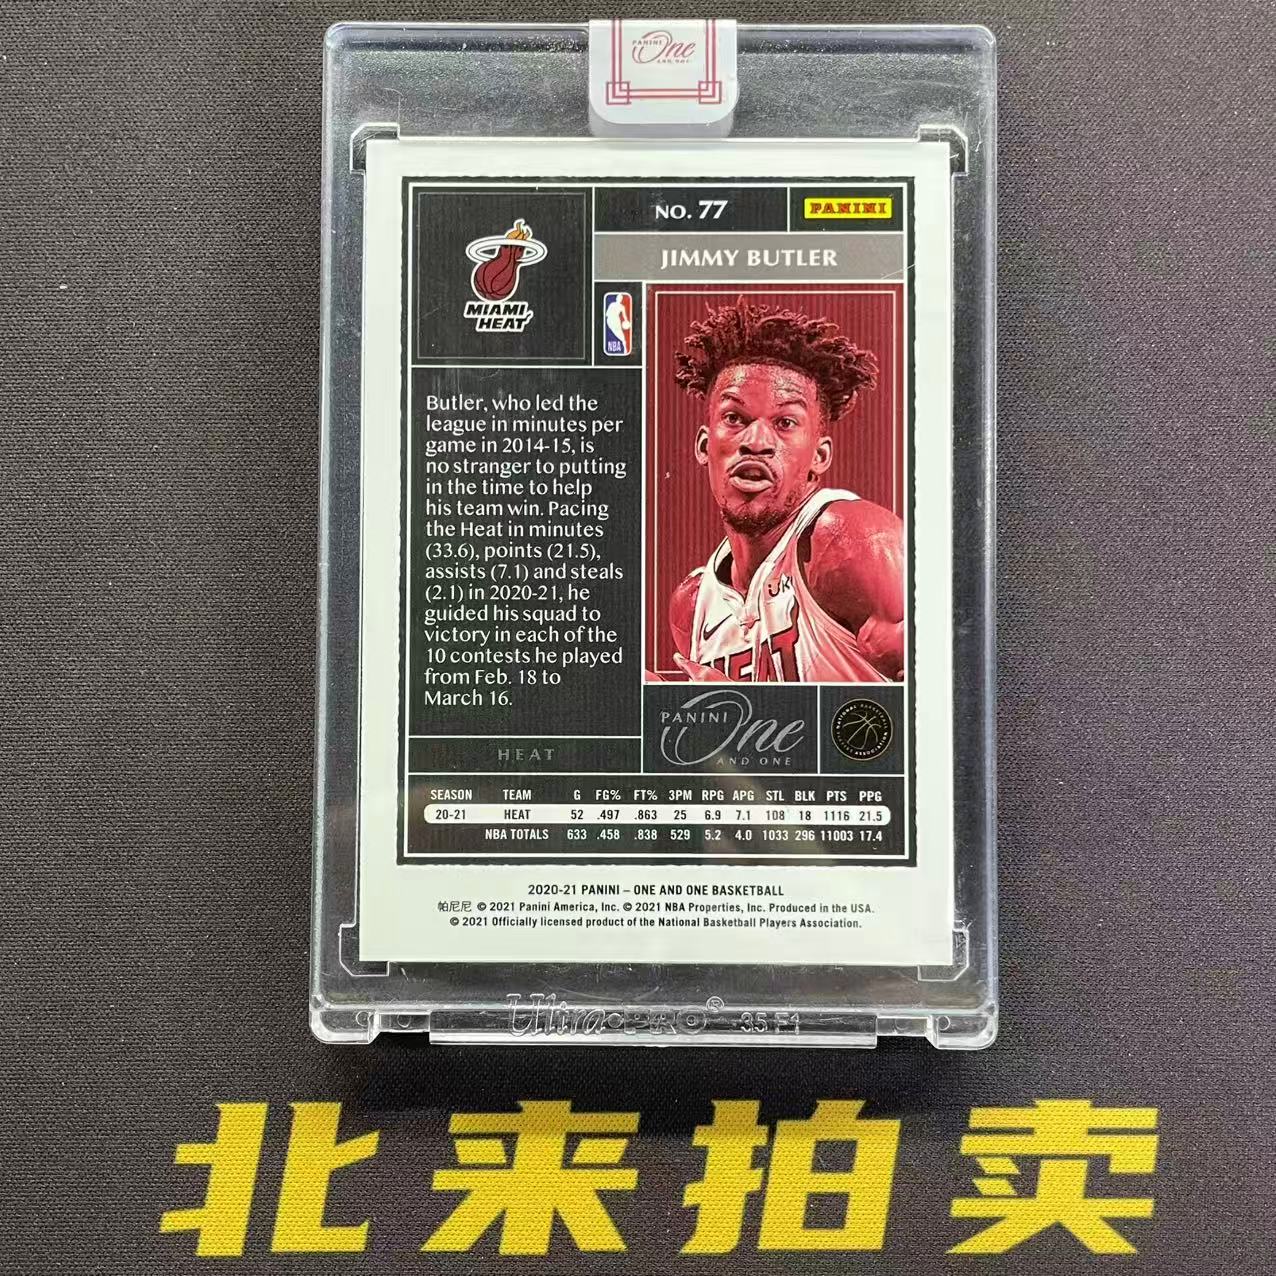 PANINI One
AND ONE
NO. 77
PANINI
JIMMY BUTLER
MIAMI
HEAT
NBA
Butler, who led the
league in minutes per
game in 2014-15, is
no stranger to putting
in the time to help
his team win. Pacing
the Heat in minutes
(33.6), points (21.5),
assists (7.1) and steals
(2.1) in 2020-21, he
guided his squad to
victory in each of the
10 contests he played
from Feb. 18 to
March 16.
HEAT
HEAT
PANINI One
AND ONE
NATIONAL BASKETBALL PLAYERS ASSOCIATION
SEASON TEAM G FG% FT% 3PM RPG APG STL BLK PTS PPG
20-21 HEAT 52 .497 .863 25 6.9 7.1 108 18 1116 21.5
NBA TOTALS 633 .458 .838 529 5.2 4.0 1033 296 11003 17.4
2020-21 PANINI – ONE AND ONE BASKETBALL
帕尼尼 © 2021 Panini America, Inc. © 2021 NBA Properties, Inc. Produced in the USA.
© 2021 Officially licensed product of the National Basketball Players Association.
Ultra•PRO® 35 F1
北来拍卖